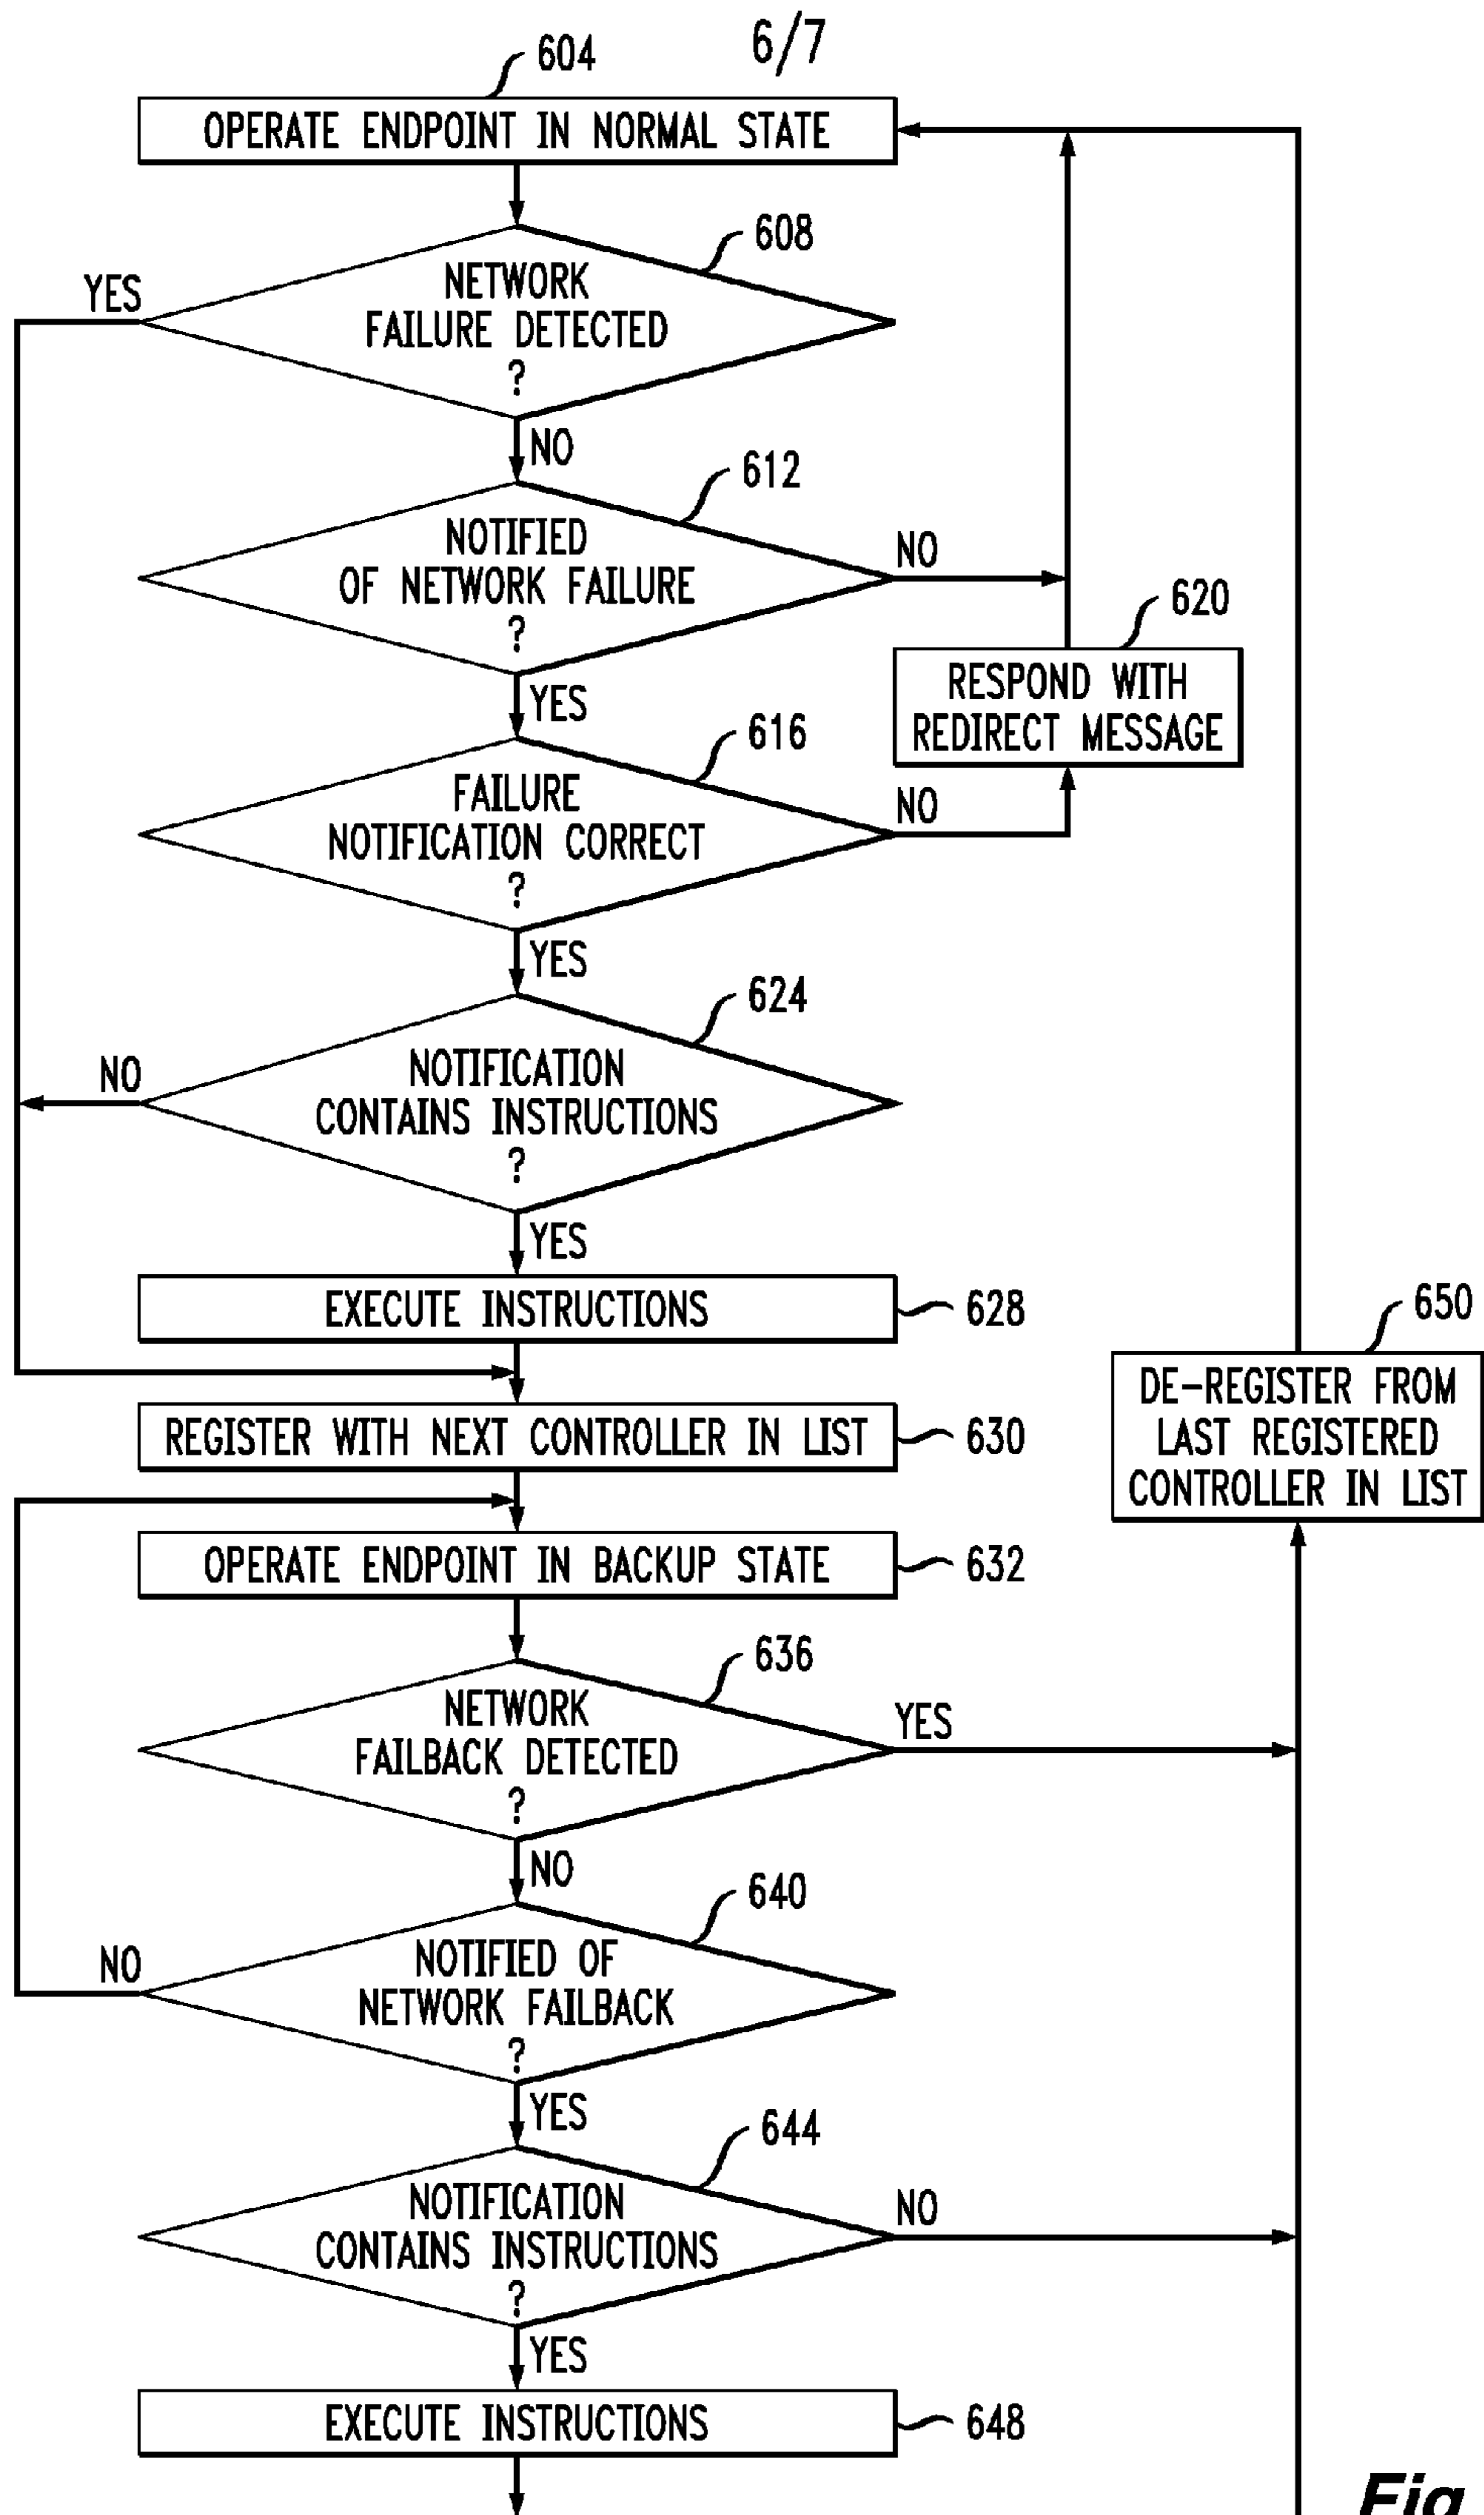 6/7
604
OPERATE ENDPOINT IN NORMAL STATE
608
NETWORK
FAILURE DETECTED
?
YES
NO
612
NOTIFIED
OF NETWORK FAILURE
?
NO
YES
620
RESPOND WITH
REDIRECT MESSAGE
616
FAILURE
NOTIFICATION CORRECT
?
NO
YES
624
NOTIFICATION
CONTAINS INSTRUCTIONS
?
NO
YES
EXECUTE INSTRUCTIONS
628
650
DE-REGISTER FROM
LAST REGISTERED
CONTROLLER IN LIST
REGISTER WITH NEXT CONTROLLER IN LIST
630
OPERATE ENDPOINT IN BACKUP STATE
632
636
NETWORK
FAILBACK DETECTED
?
YES
NO
640
NOTIFIED OF
NETWORK FAILBACK
?
NO
YES
644
NOTIFICATION
CONTAINS INSTRUCTIONS
?
NO
YES
EXECUTE INSTRUCTIONS
648
Fig